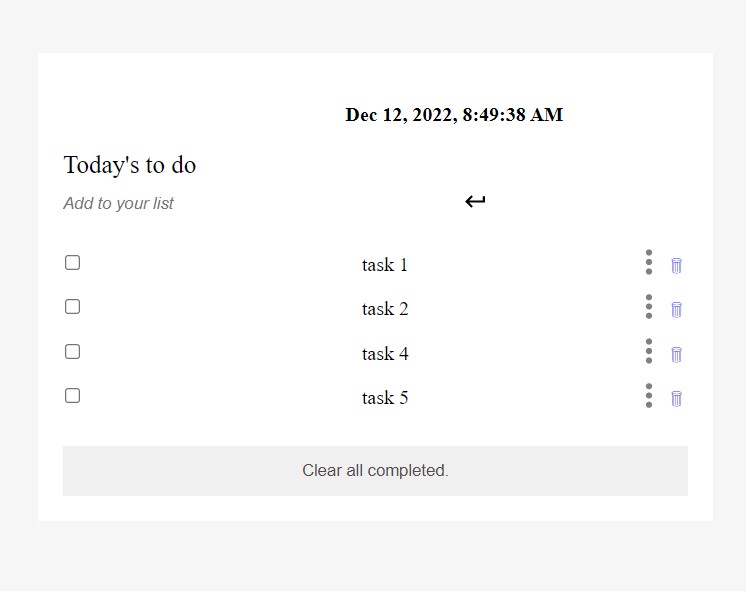 Dec 12, 2022, 8:49:38 AM
Today's to do
Add to your list
task 1
task 2
task 4
task 5
Clear all completed.